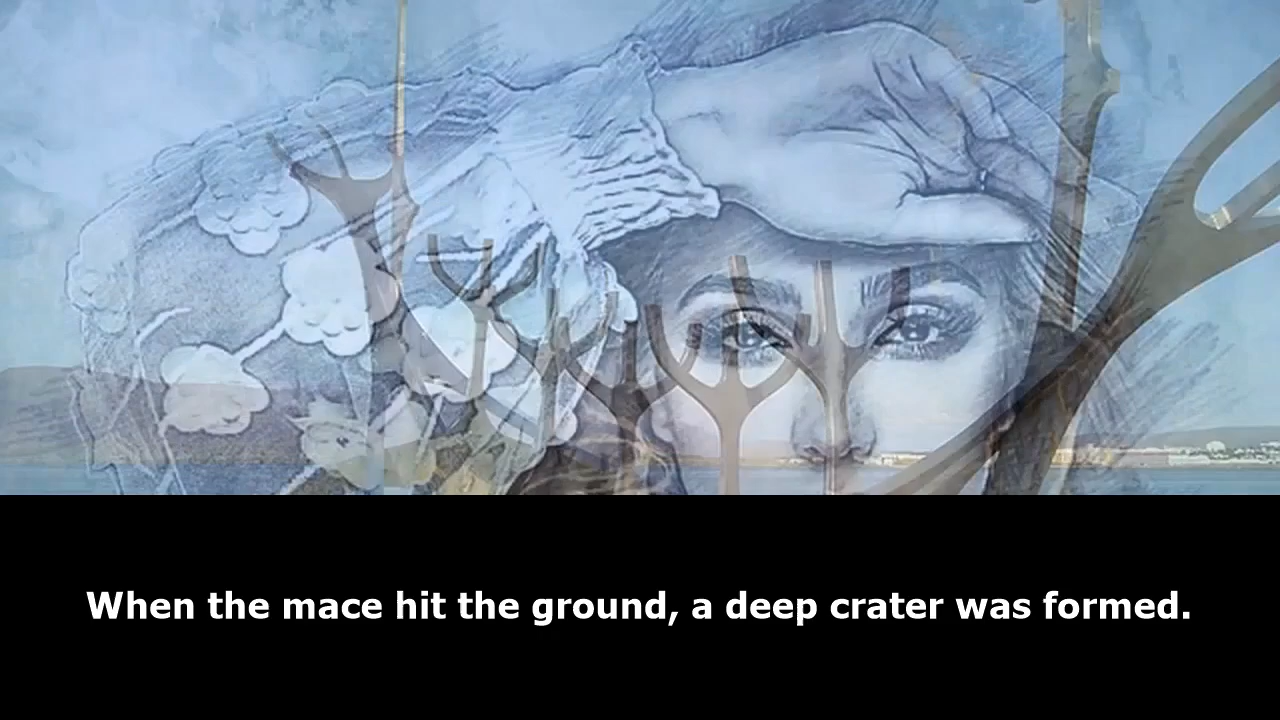 When the mace hit the ground, a deep crater was formed.